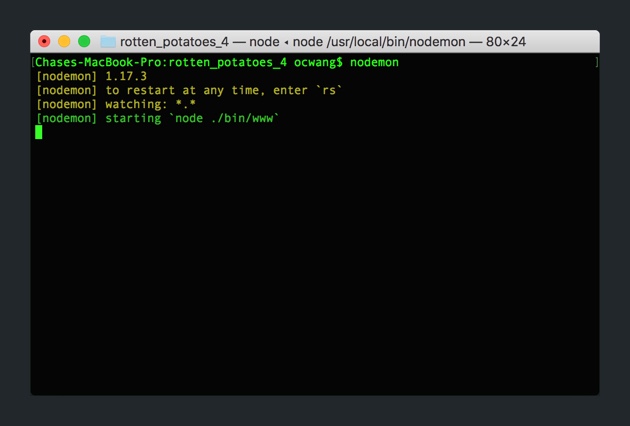 rotten_potatoes_4 — node ◂ node /usr/local/bin/nodemon — 80×24
[Chases-MacBook-Pro:rotten_potatoes_4 ocwang$ nodemon ]
[nodemon] 1.17.3
[nodemon] to restart at any time, enter `rs`
[nodemon] watching: *.*
[nodemon] starting `node ./bin/www`